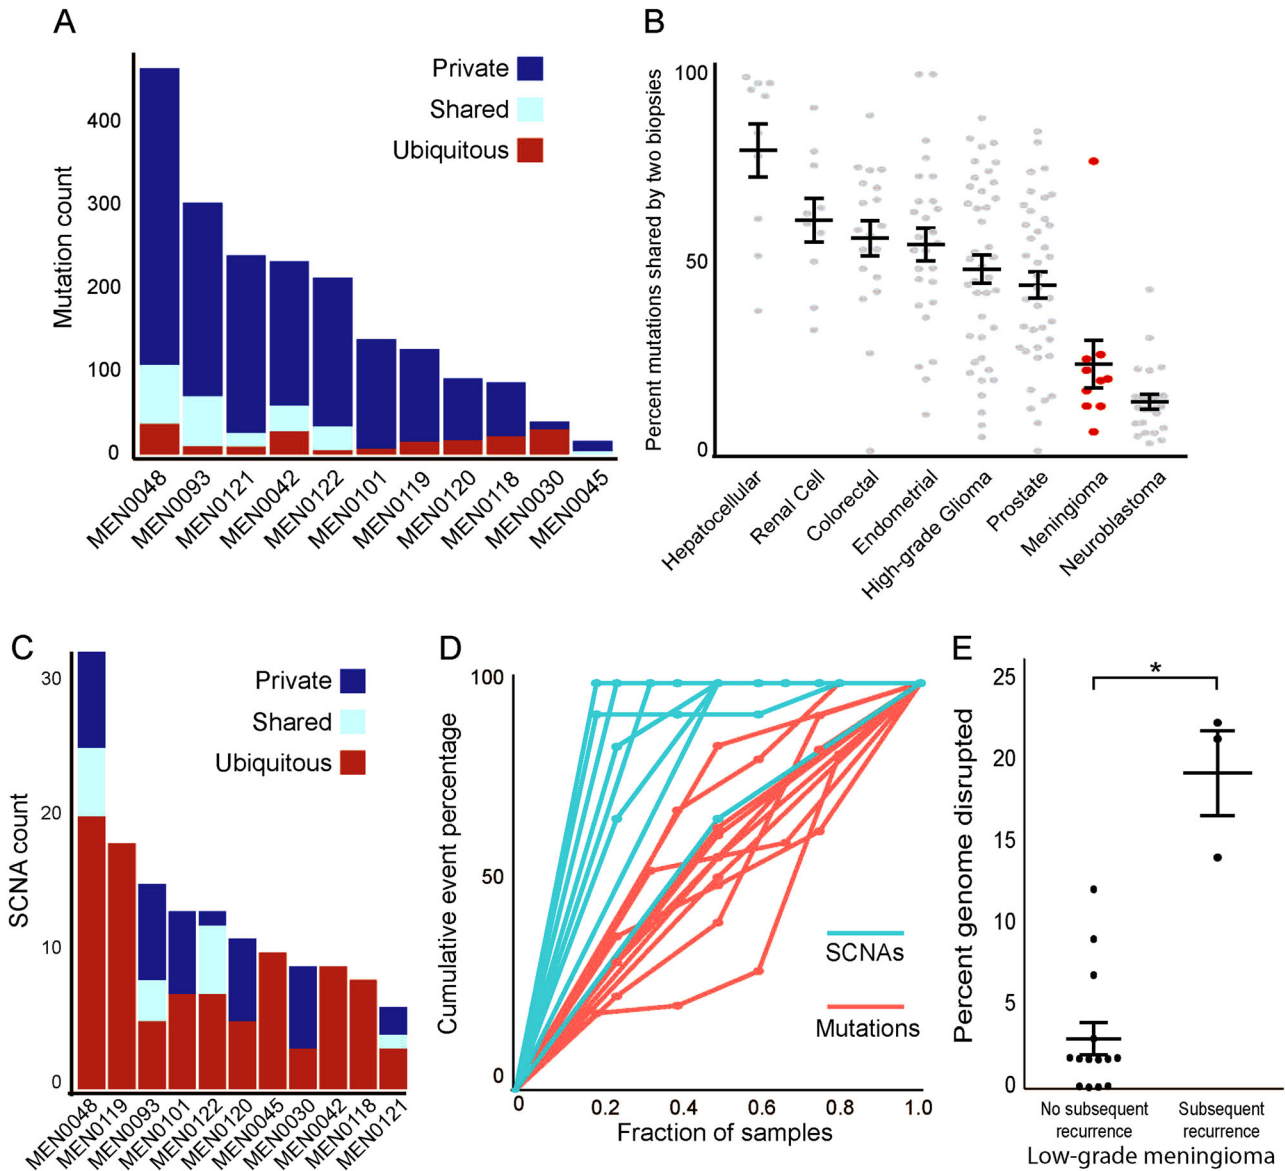 A
Mutation count
400
300
200
100
0
Private
Shared
Ubiquitous
MEN0048
MEN0093
MEN0121
MEN0042
MEN0122
MEN0101
MEN0119
MEN0120
MEN0118
MEN0030
MEN0045
B
Percent mutations shared by two biopsies
100
50
0
Hepatocellular
Renal Cell
Colorectal
Endometrial
High-grade Glioma
Prostate
Meningioma
Neuroblastoma
C
SCNA count
30
20
10
0
Private
Shared
Ubiquitous
MEN0048
MEN0119
MEN0093
MEN0101
MEN0122
MEN0120
MEN0045
MEN0030
MEN0042
MEN0118
MEN0121
D
Cumulative event percentage
100
50
0
SCNAs
Mutations
0 0.2 0.4 0.6 0.8 1.0
Fraction of samples
E
Percent genome disrupted
25
20
15
10
5
0
*
No subsequent
recurrence
Subsequent
recurrence
Low-grade meningioma